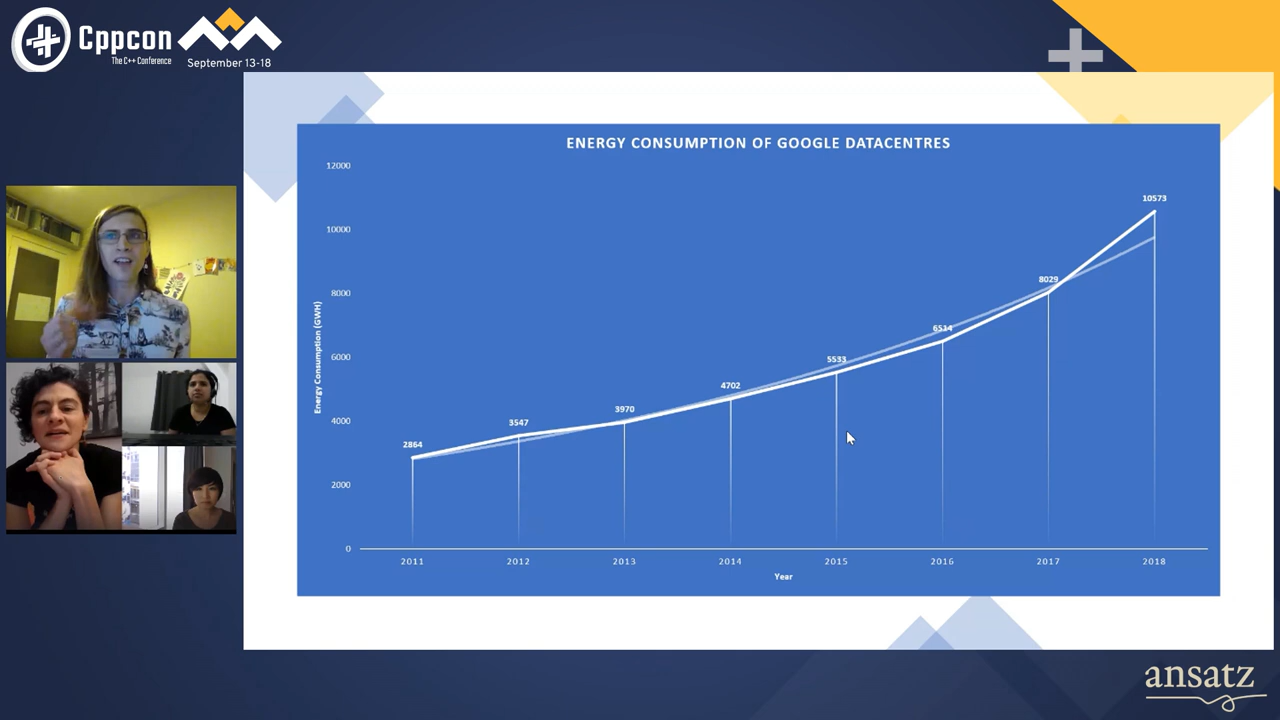 Cppcon
The C++ Conference
September 13-18
ENERGY CONSUMPTION OF GOOGLE DATACENTRES
Energy Consumption (GWH)
12000
10000
8000
6000
4000
2000
0
2864
3547
3970
4702
5533
6514
8029
10573
2011 2012 2013 2014 2015 2016 2017 2018
Year
ansatz